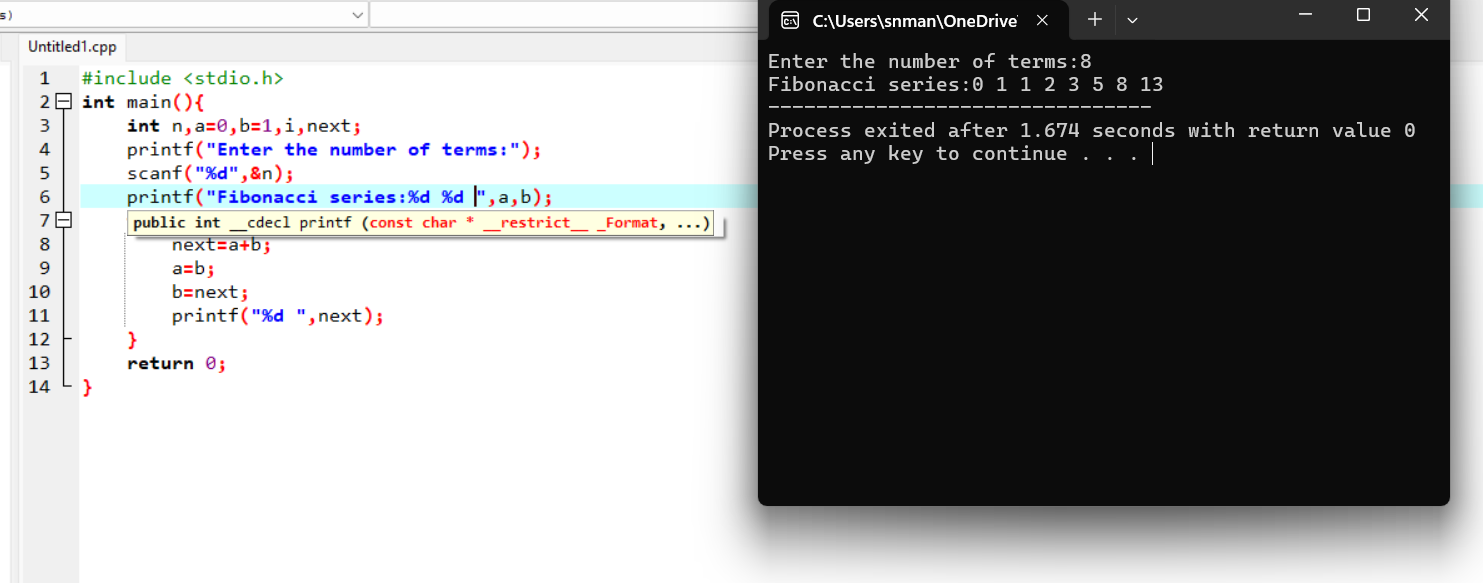 s)
Untitled1.cpp
1 #include <stdio.h>
2 int main(){
3 int n,a=0,b=1,i,next;
4 printf("Enter the number of terms:");
5 scanf("%d",&n);
6 printf("Fibonacci series:%d %d ",a,b);
7
public int __cdecl printf (const char * __restrict__ _Format, ...)
8 next=a+b;
9 a=b;
10 b=next;
11 printf("%d ",next);
12 }
13 return 0;
14 }
C:\Users\snman\OneDrive
Enter the number of terms:8
Fibonacci series:0 1 1 2 3 5 8 13
--------------------------------
Process exited after 1.674 seconds with return value 0
Press any key to continue . . .